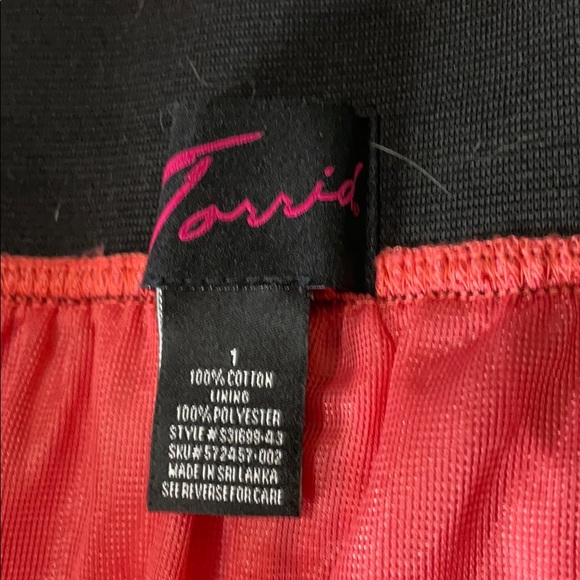 Torrid
1
100% COTTON
LINING
100% POLYESTER
STYLE# S31699-43
SKU# 572457-002
MADE IN SRI LANKA
SEE REVERSE FOR CARE